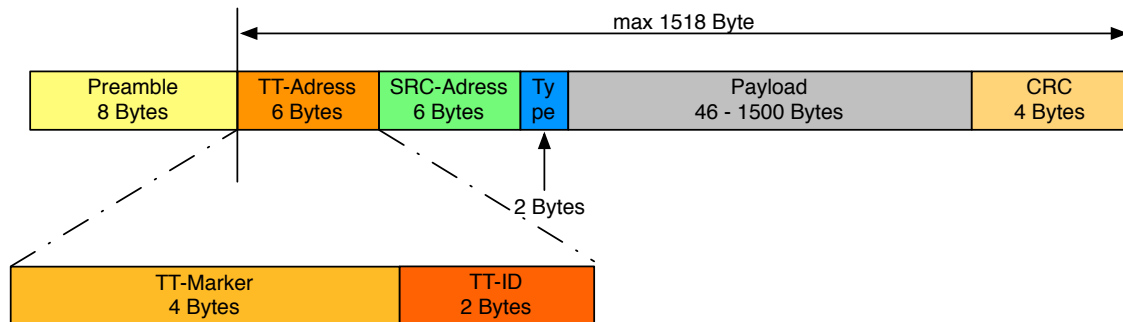 max 1518 Byte
Preamble
8 Bytes
TT-Adress
6 Bytes
SRC-Adress
6 Bytes
Ty
pe
Payload
46 - 1500 Bytes
CRC
4 Bytes
2 Bytes
TT-Marker
4 Bytes
TT-ID
2 Bytes